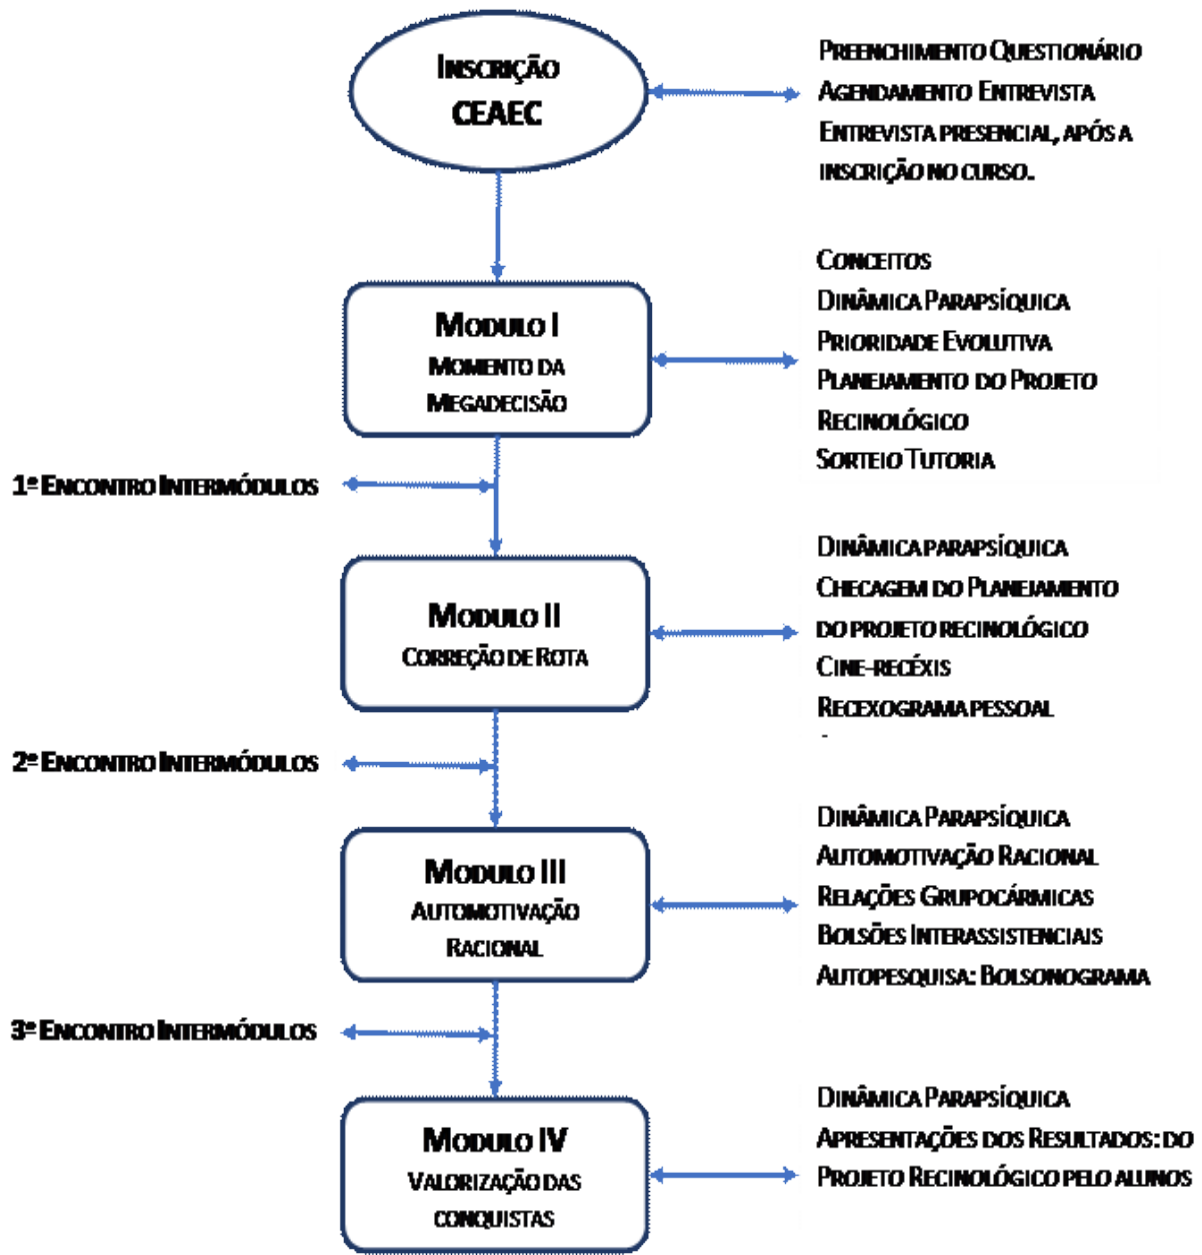 INSCRIÇÃO
CEAEC
PREENCHIMENTO QUESTIONÁRIO
AGENDAMENTO ENTREVISTA
ENTREVISTA PRESENCIAL, APÓS A
INSCRIÇÃO NO CURSO.
MODULO I
MOMENTO DA
MEGADECISÃO
CONCEITOS
DINÂMICA PARAPSÍQUICA
PRIORIDADE EVOLUTIVA
PLANEJAMENTO DO PROJETO
RECINOLÓGICO
SORTEIO TUTORIA
1º ENCONTRO INTERMÓDULOS
MODULO II
CORREÇÃO DE ROTA
DINÂMICA PARAPSÍQUICA
CHECAGEM DO PLANEJAMENTO
DO PROJETO RECINOLÓGICO
CINE-RECÉXIS
RECEXOGRAMA PESSOAL
2º ENCONTRO INTERMÓDULOS
MODULO III
AUTOMOTIVAÇÃO
RACIONAL
DINÂMICA PARAPSÍQUICA
AUTOMOTIVAÇÃO RACIONAL
RELAÇÕES GRUPOCÁRMICAS
BOLSÕES INTERASSISTENCIAIS
AUTOPESQUISA: BOLSONOGRAMA
3º ENCONTRO INTERMÓDULOS
MODULO IV
VALORIZAÇÃO DAS
CONQUISTAS
DINÂMICA PARAPSÍQUICA
APRESENTAÇÕES DOS RESULTADOS: DO
PROJETO RECINOLÓGICO PELO ALUNOS